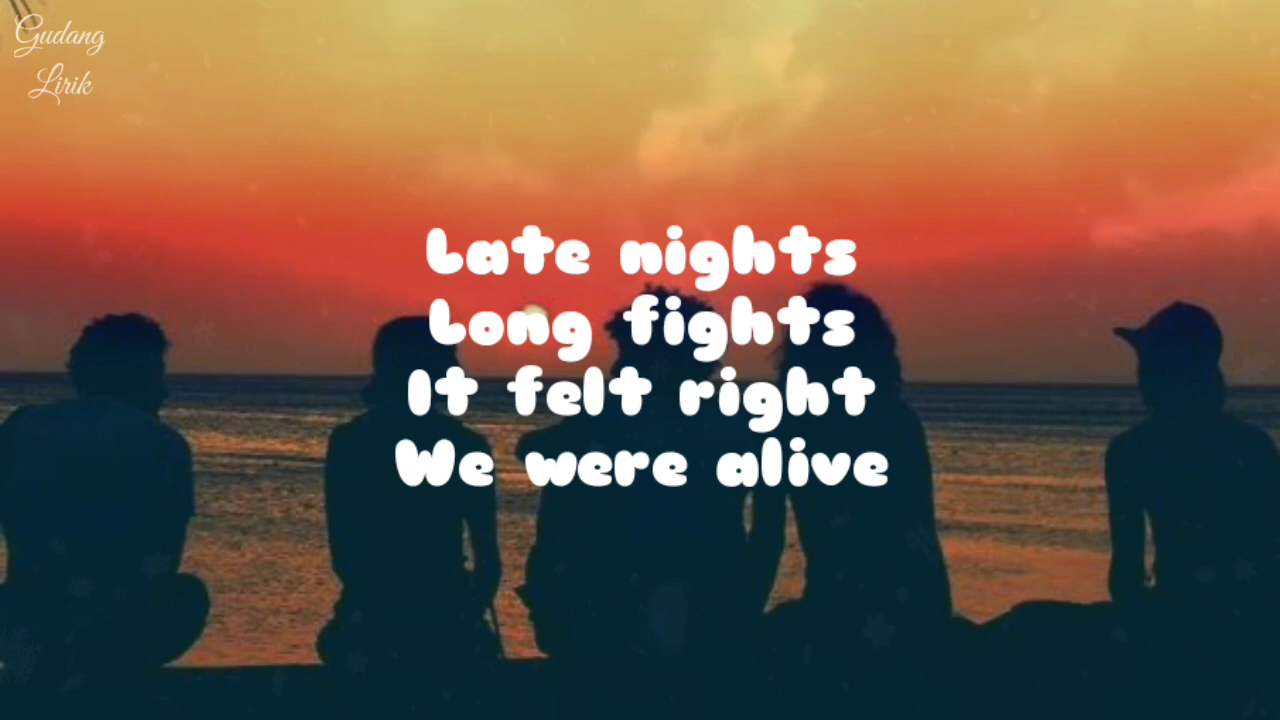 Gudang
Lirik
Late nights
Long fights
It felt right
We were alive